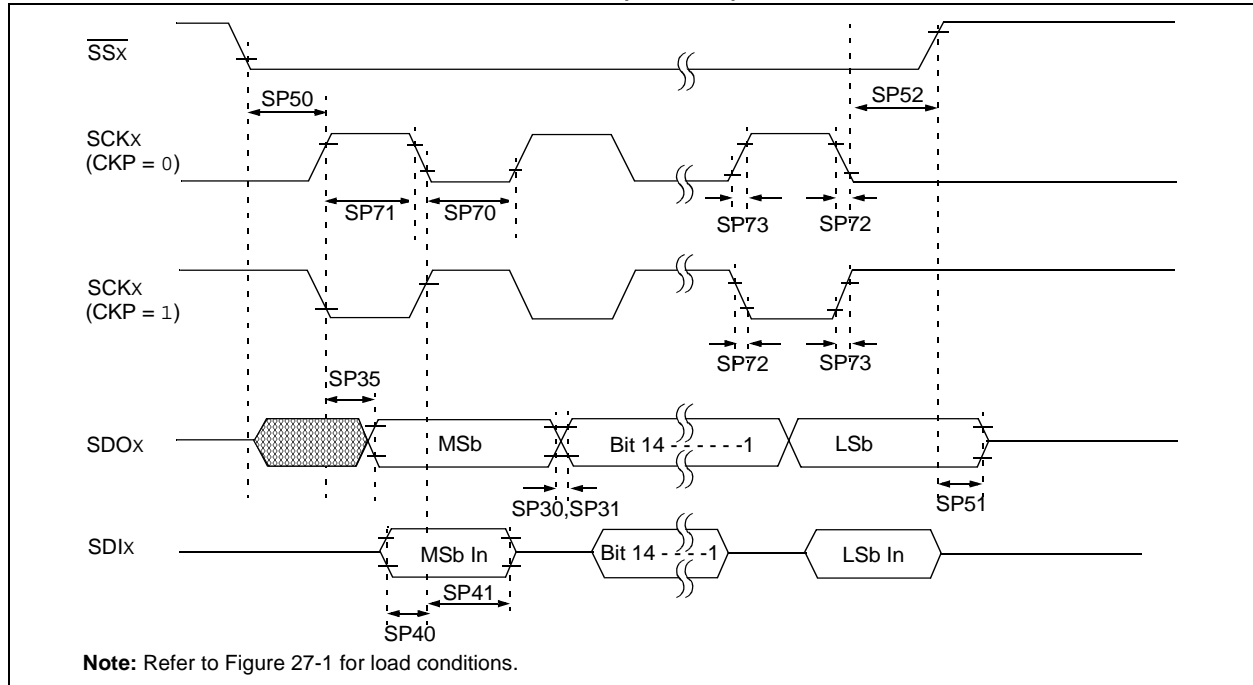 SSX
SP50
SP52
SCKX
(CKP = 0)
SP71
SP70
SP73
SP72
SCKX
(CKP = 1)
SP72
SP73
SP35
SDOX
MSb
Bit 14 - - - - - -1
LSb
SP30,SP31
SP51
SDIX
MSb In
Bit 14 - - - -1
LSb In
SP41
SP40
Note: Refer to Figure 27-1 for load conditions.